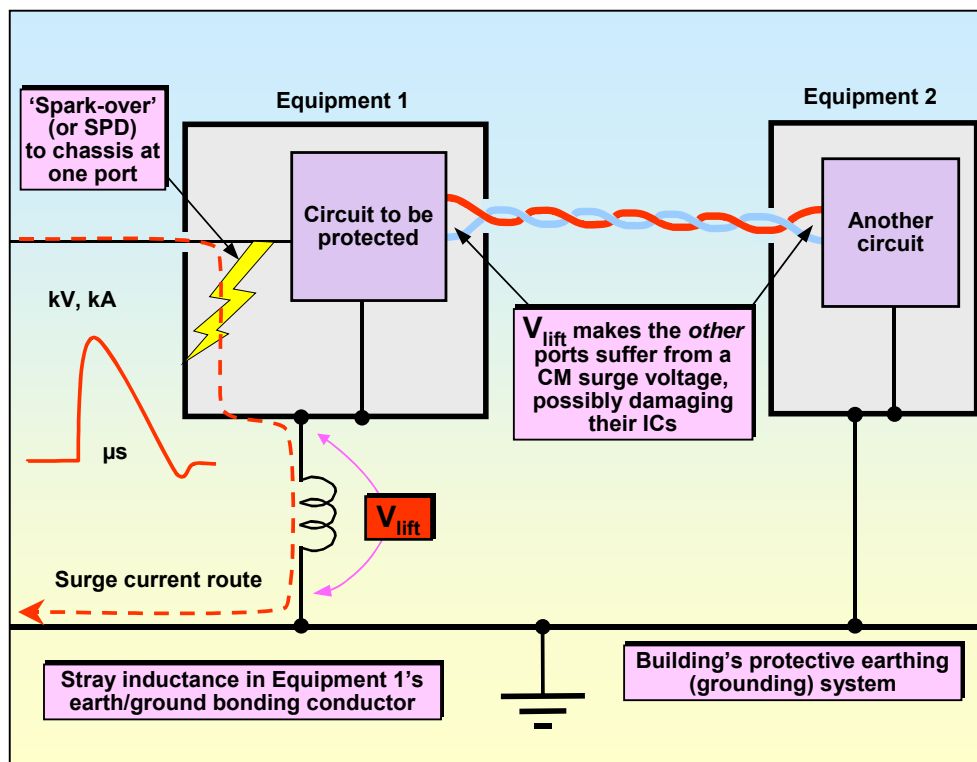 Equipment 1
Equipment 2
‘Spark-over’
(or SPD)
to chassis at
one port
Circuit to be
protected
Another
circuit
kV, kA
µs
Vlift makes the other
ports suffer from a
CM surge voltage,
possibly damaging
their ICs
Vlift
Surge current route
Stray inductance in Equipment 1’s
earth/ground bonding conductor
Building’s protective earthing
(grounding) system